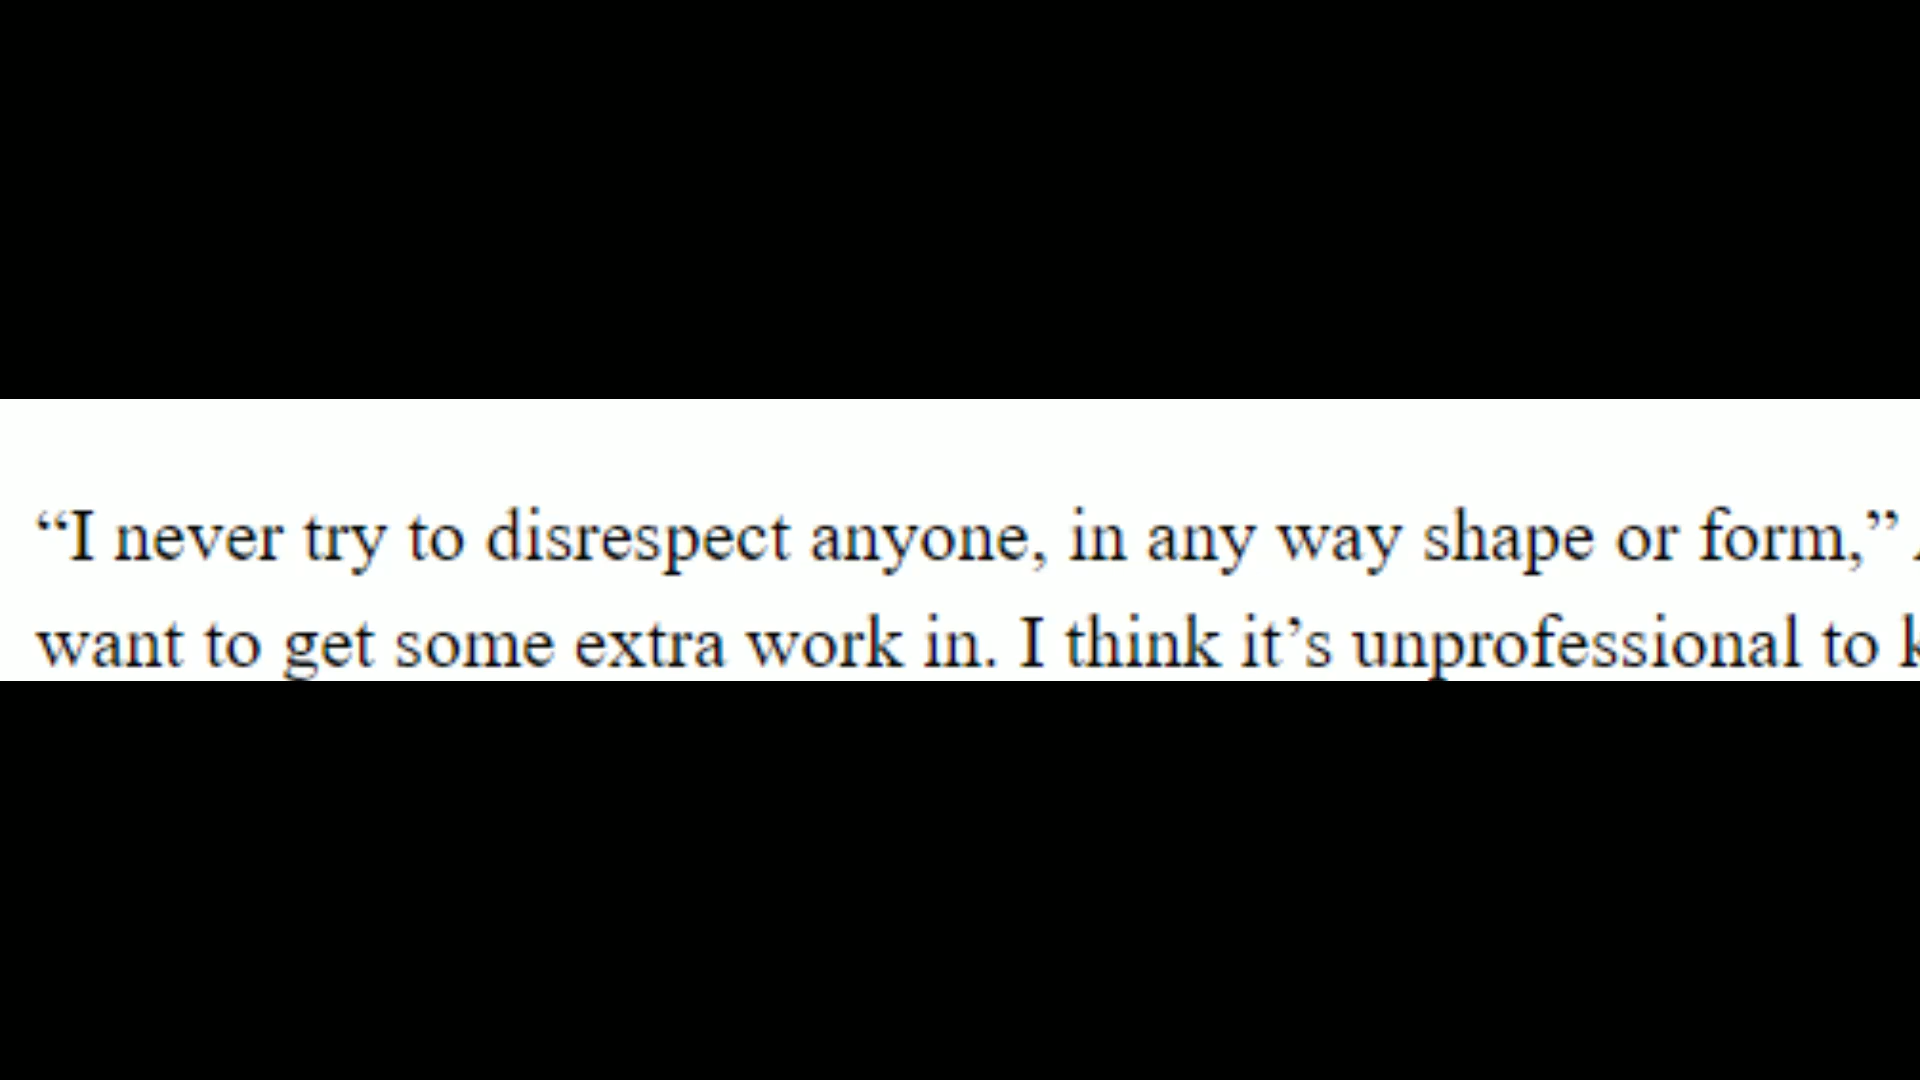 “I never try to disrespect anyone, in any way shape or form,”
want to get some extra work in. I think it’s unprofessional to